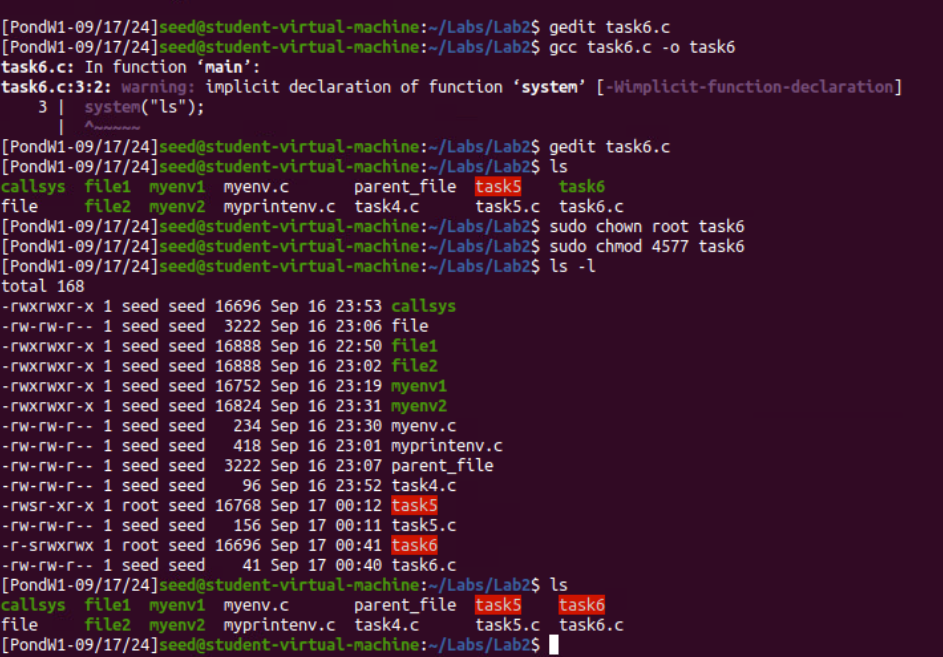 [PondW1-09/17/24]seed@student-virtual-machine:~/Labs/Lab2$ gedit task6.c
[PondW1-09/17/24]seed@student-virtual-machine:~/Labs/Lab2$ gcc task6.c -o task6
task6.c: In function ‘main’:
task6.c:3:2: warning: implicit declaration of function ‘system’ [-Wimplicit-function-declaration]
    3 |  system("ls");
      |  ^~~~~~
[PondW1-09/17/24]seed@student-virtual-machine:~/Labs/Lab2$ gedit task6.c
[PondW1-09/17/24]seed@student-virtual-machine:~/Labs/Lab2$ ls
callsys  file1  myenv1  myenv.c      parent_file  task5    task6
file     file2  myenv2  myprintenv.c  task4.c      task5.c  task6.c
[PondW1-09/17/24]seed@student-virtual-machine:~/Labs/Lab2$ sudo chown root task6
[PondW1-09/17/24]seed@student-virtual-machine:~/Labs/Lab2$ sudo chmod 4577 task6
[PondW1-09/17/24]seed@student-virtual-machine:~/Labs/Lab2$ ls -l
total 168
-rwxrwxr-x 1 seed seed 16696 Sep 16 23:53 callsys
-rw-rw-r-- 1 seed seed  3222 Sep 16 23:06 file
-rwxrwxr-x 1 seed seed 16888 Sep 16 22:50 file1
-rwxrwxr-x 1 seed seed 16888 Sep 16 23:02 file2
-rwxrwxr-x 1 seed seed 16752 Sep 16 23:19 myenv1
-rwxrwxr-x 1 seed seed 16824 Sep 16 23:31 myenv2
-rw-rw-r-- 1 seed seed   234 Sep 16 23:30 myenv.c
-rw-rw-r-- 1 seed seed   418 Sep 16 23:01 myprintenv.c
-rw-rw-r-- 1 seed seed  3222 Sep 16 23:07 parent_file
-rw-rw-r-- 1 seed seed    96 Sep 16 23:52 task4.c
-rwsr-xr-x 1 root seed 16768 Sep 17 00:12 task5
-rw-rw-r-- 1 seed seed   156 Sep 17 00:11 task5.c
-r-srwxrwx 1 root seed 16696 Sep 17 00:41 task6
-rw-rw-r-- 1 seed seed    41 Sep 17 00:40 task6.c
[PondW1-09/17/24]seed@student-virtual-machine:~/Labs/Lab2$ ls
callsys  file1  myenv1  myenv.c      parent_file  task5    task6
file     file2  myenv2  myprintenv.c  task4.c      task5.c  task6.c
[PondW1-09/17/24]seed@student-virtual-machine:~/Labs/Lab2$